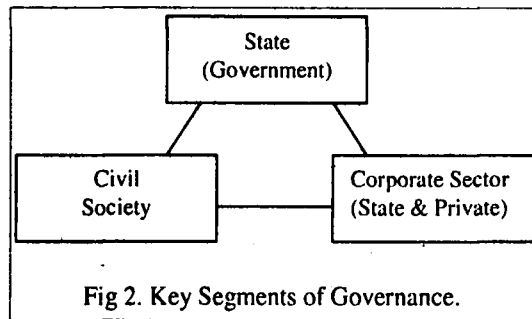 State
(Government)
Civil
Society
Corporate Sector
(State & Private)
Fig 2. Key Segments of Governance.